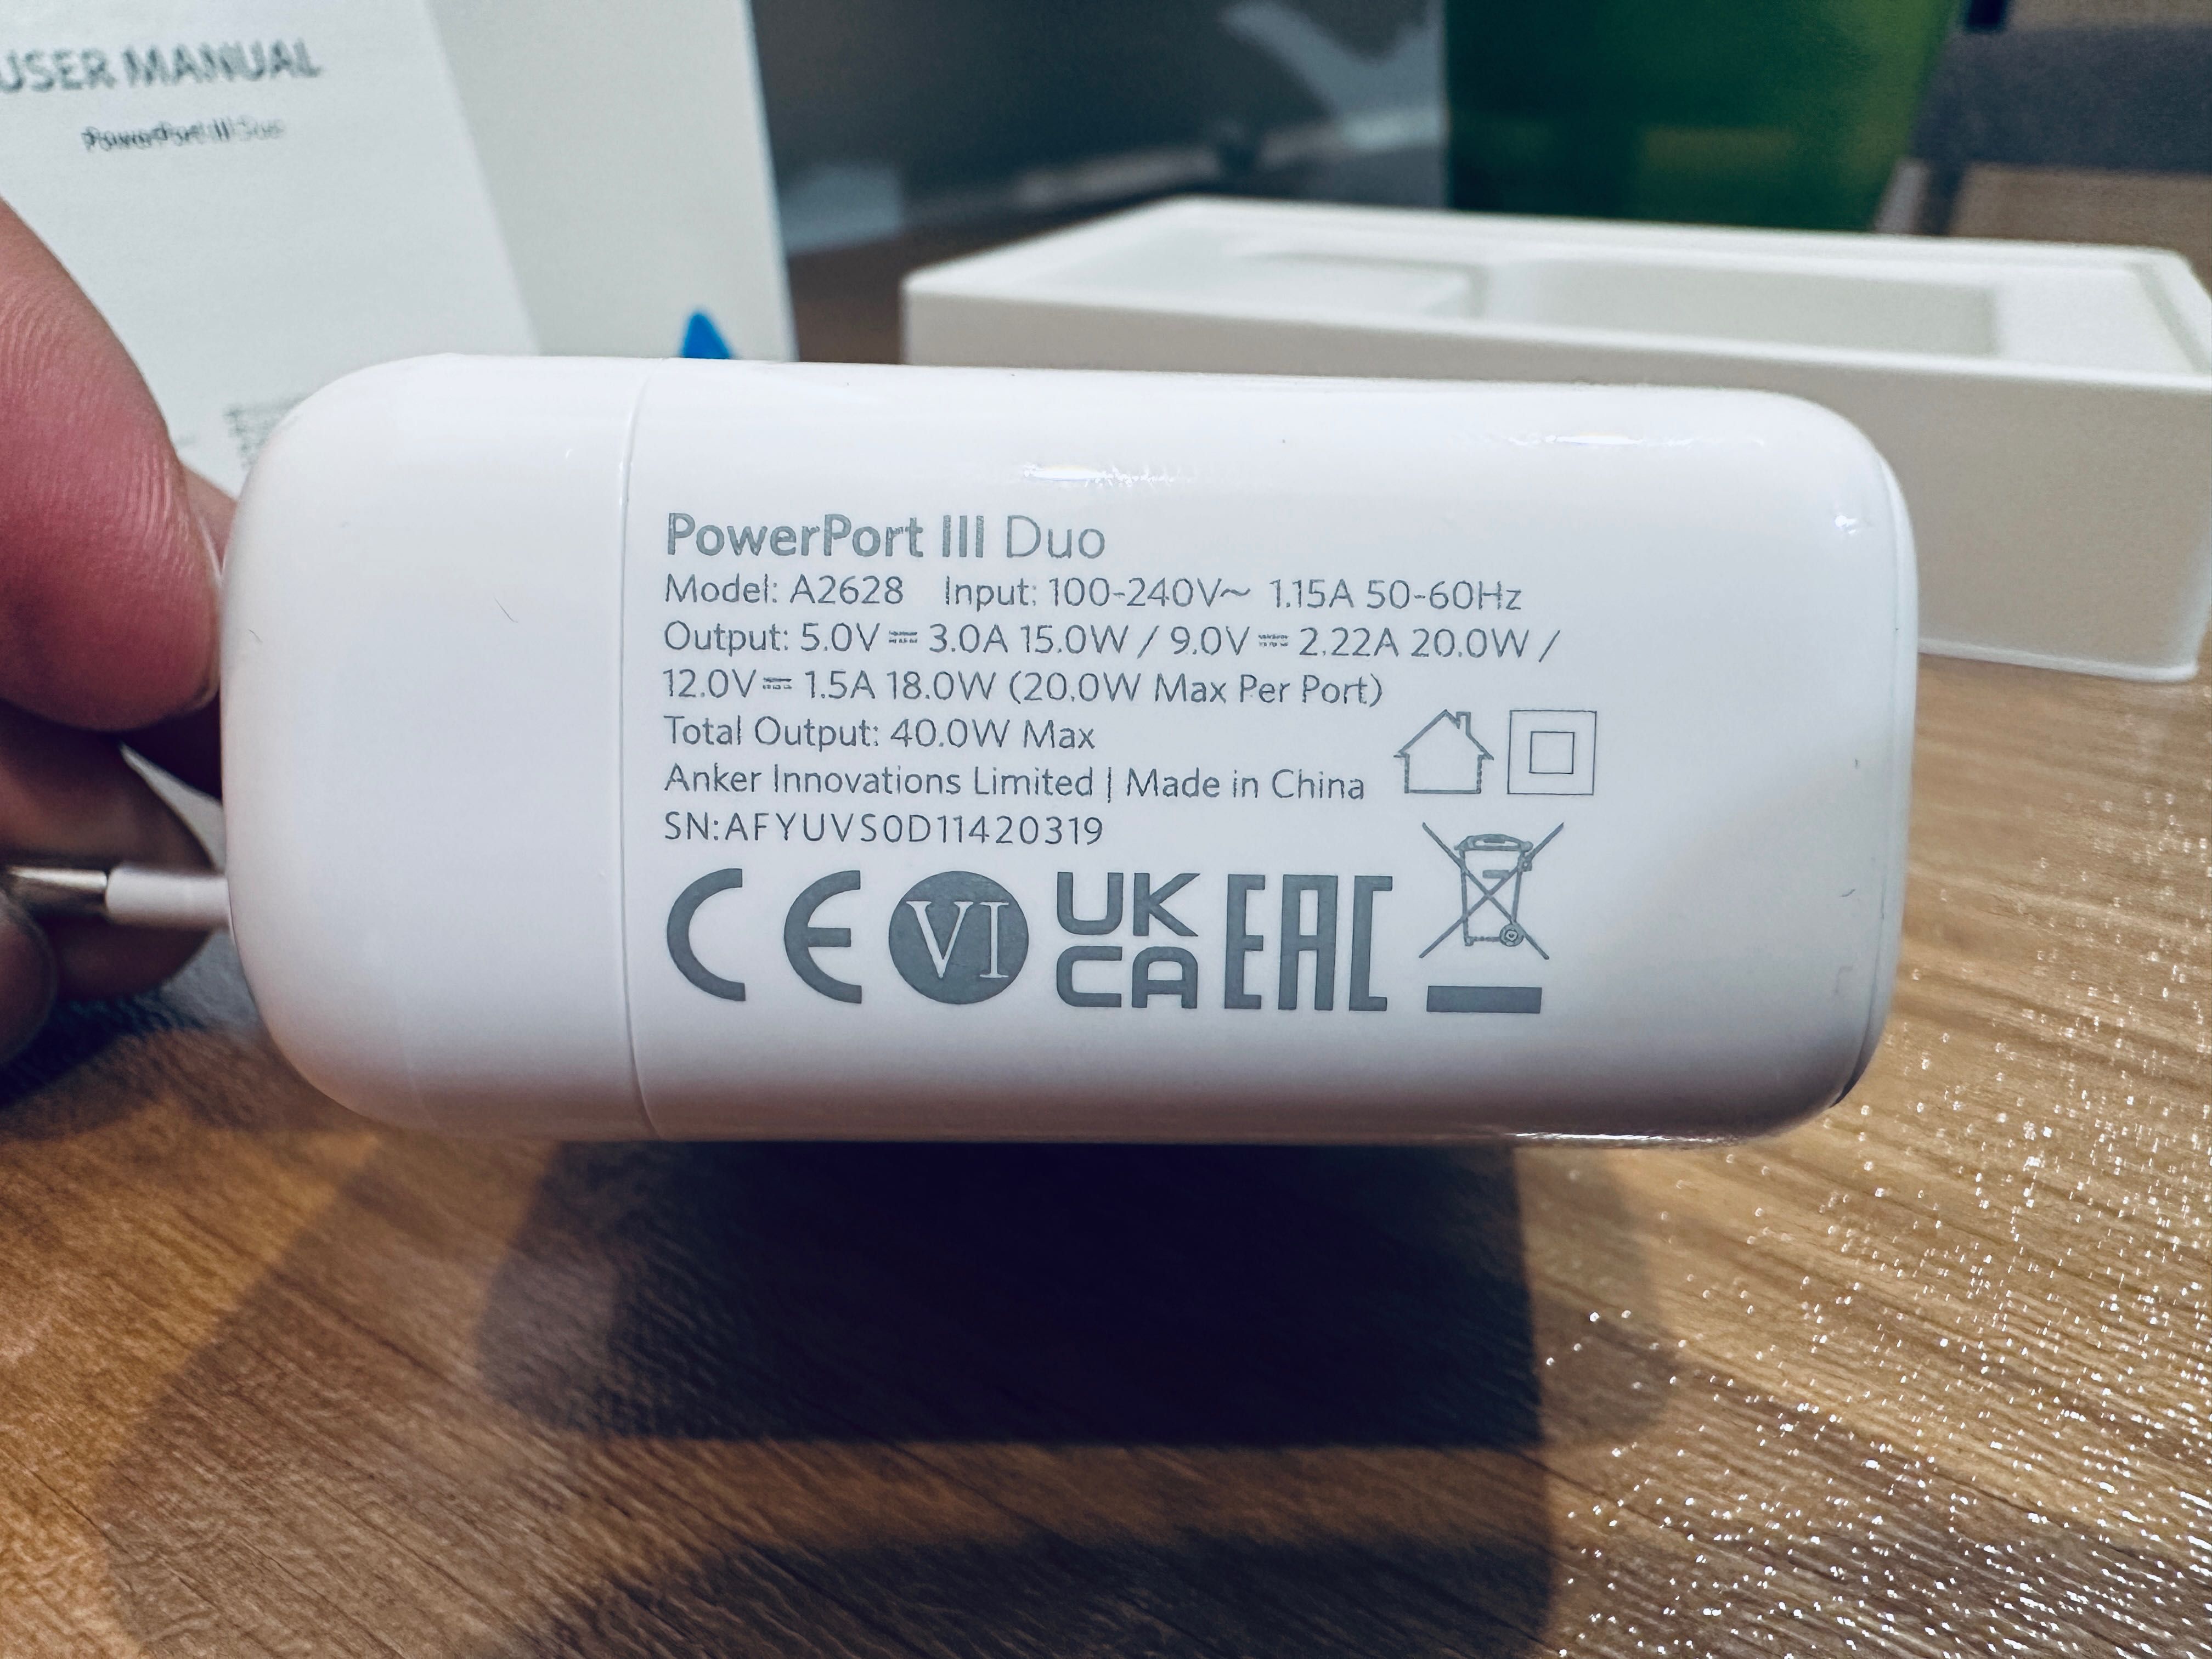 USER MANUAL
PowerPort III Duo
PowerPort III Duo
Model: A2628 Input: 100-240V~ 1.15A 50-60Hz
Output: 5.0V⎓3.0A 15.0W / 9.0V⎓2.22A 20.0W /
12.0V⎓1.5A 18.0W (20.0W Max Per Port)
Total Output: 40.0W Max
Anker Innovations Limited | Made in China
SN:AFYUVS0D11420319
CE VI UK CA EAC